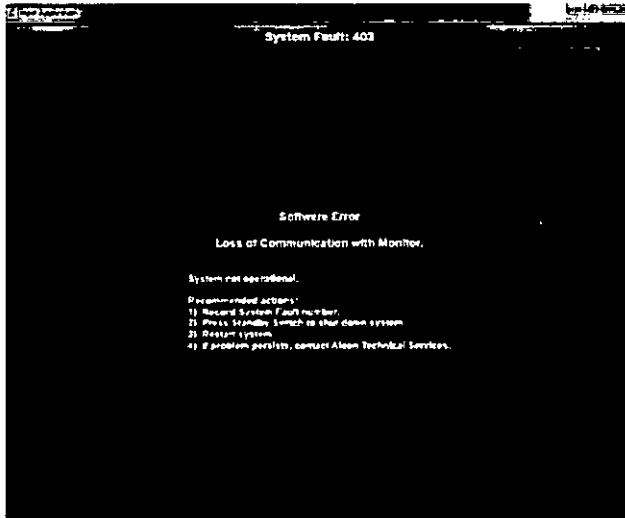 System Fault: 403
Software Error
Loss of Communication with Monitor.
System not operational.
Recommended actions:
1) Record System Fault number.
2) Press Standby Switch to shut down system
3) Restart system
4) If problem persists, contact Alcon Technical Services.